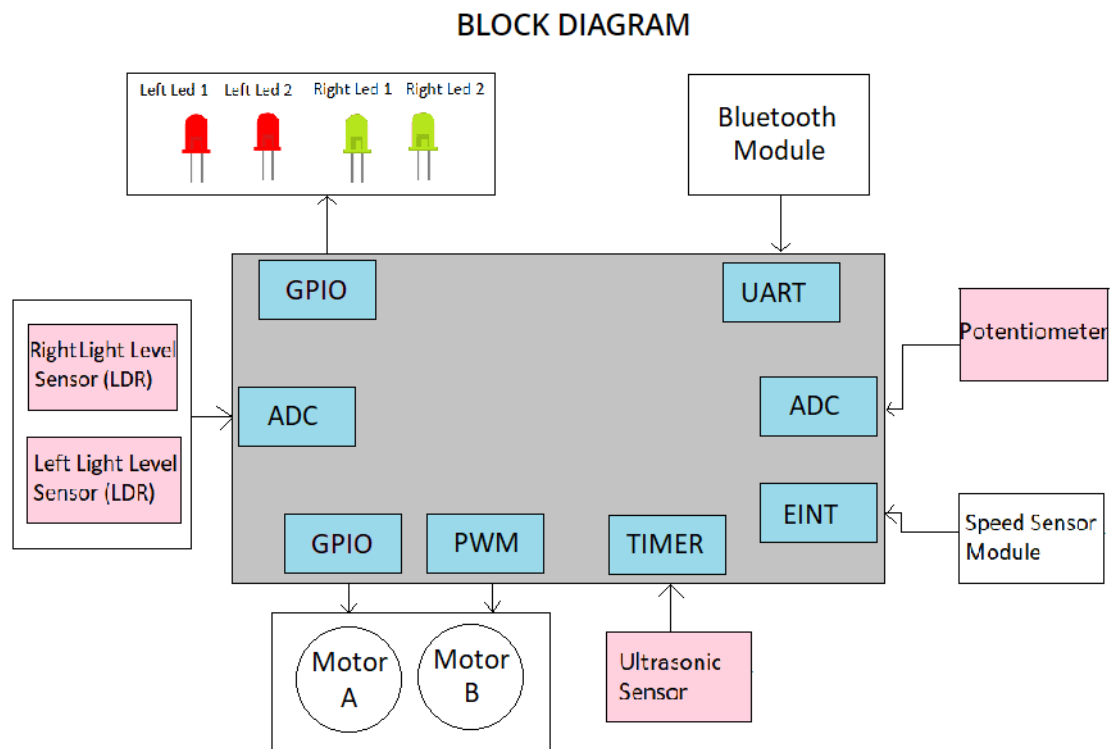 BLOCK DIAGRAM
Left Led 1
Left Led 2
Right Led 1
Right Led 2
Bluetooth
Module
GPIO
UART
Right Light Level
Sensor (LDR)
Potentiometer
ADC
ADC
Left Light Level
Sensor (LDR)
EINT
Speed Sensor
Module
GPIO
PWM
TIMER
Motor
A
Motor
B
Ultrasonic
Sensor